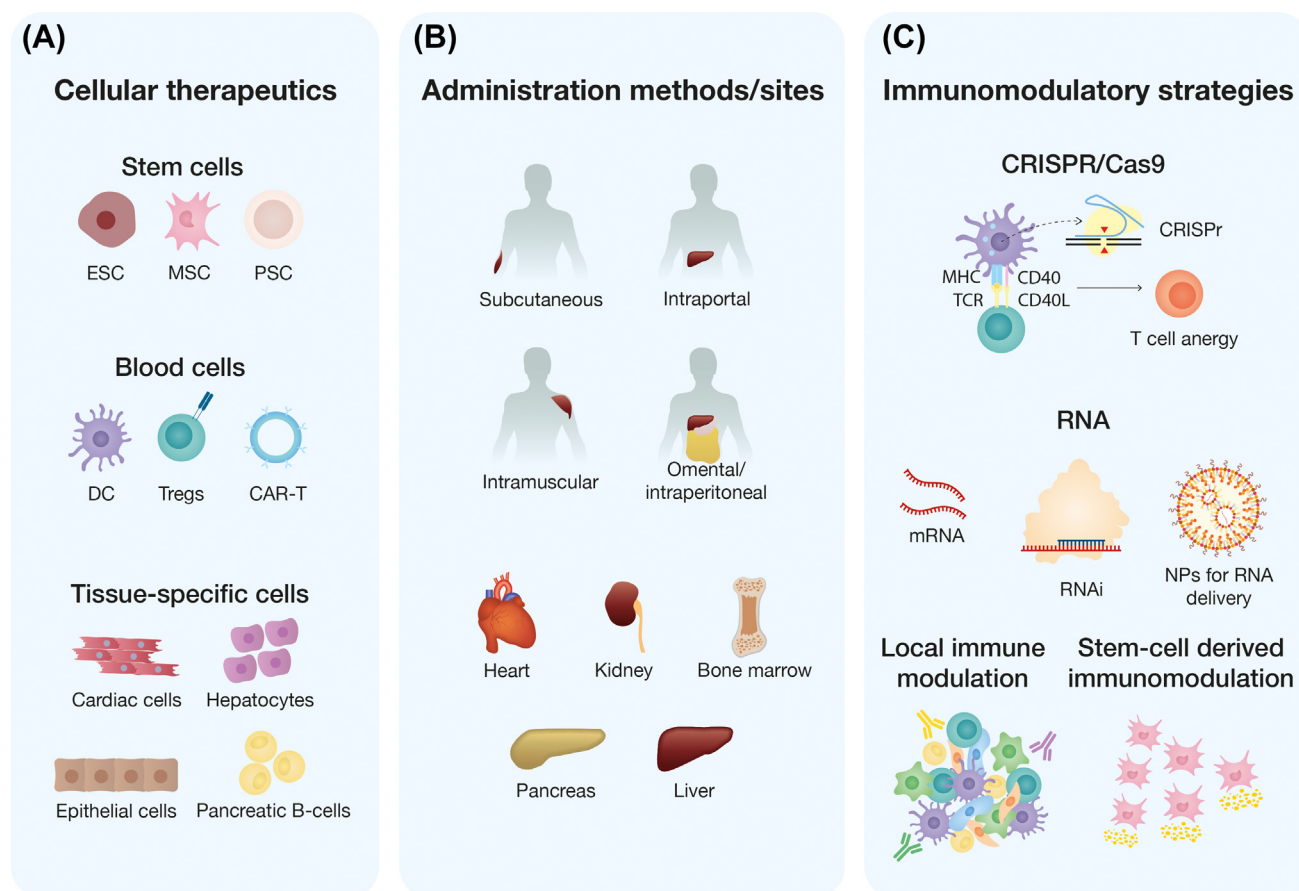 (A)
Cellular therapeutics
Stem cells
ESC
MSC
PSC
Blood cells
DC
Tregs
CAR-T
Tissue-specific cells
Cardiac cells
Hepatocytes
Epithelial cells
Pancreatic B-cells
(B)
Administration methods/sites
Subcutaneous
Intraportal
Intramuscular
Omental/
intraperitoneal
Heart
Kidney
Bone marrow
Pancreas
Liver
(C)
Immunomodulatory strategies
CRISPR/Cas9
CRISPr
MHC
CD40
TCR
CD40L
T cell anergy
RNA
mRNA
RNAi
NPs for RNA
delivery
Local immune
modulation
Stem-cell derived
immunomodulation